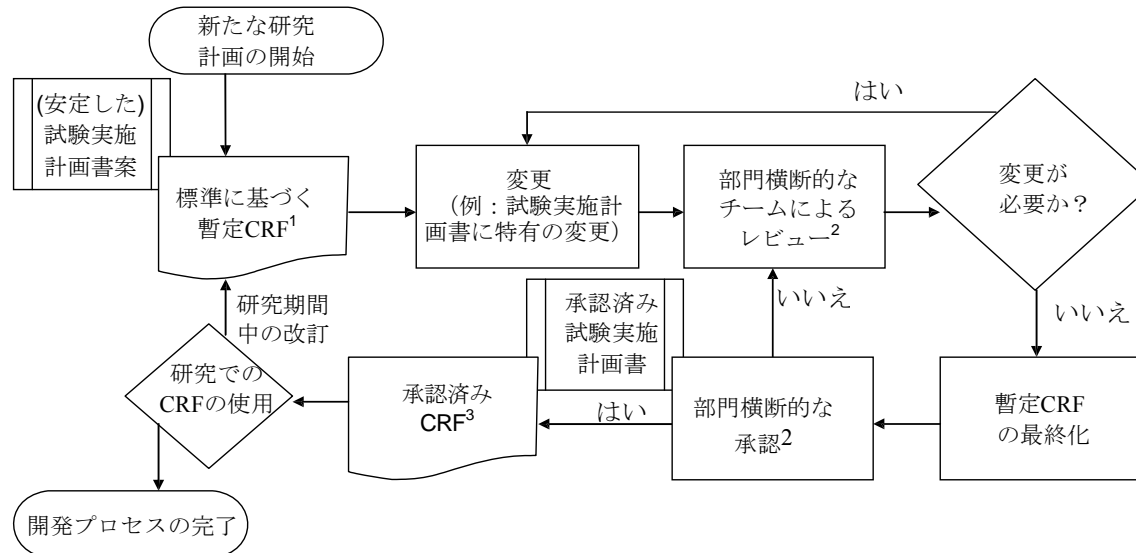 新たな研究
計画の開始
(安定した)
試験実施
計画書案
標準に基づく
暫定CRF1
変更
（例：試験実施計
画書に特有の変更）
部門横断的な
チームによる
レビュー2
はい
変更が
必要か？
いいえ
暫定CRF
の最終化
部門横断的な
承認2
いいえ
はい
承認済み
試験実施
計画書
承認済み
CRF3
研究での
CRFの使用
研究期間
中の改訂
開発プロセスの完了